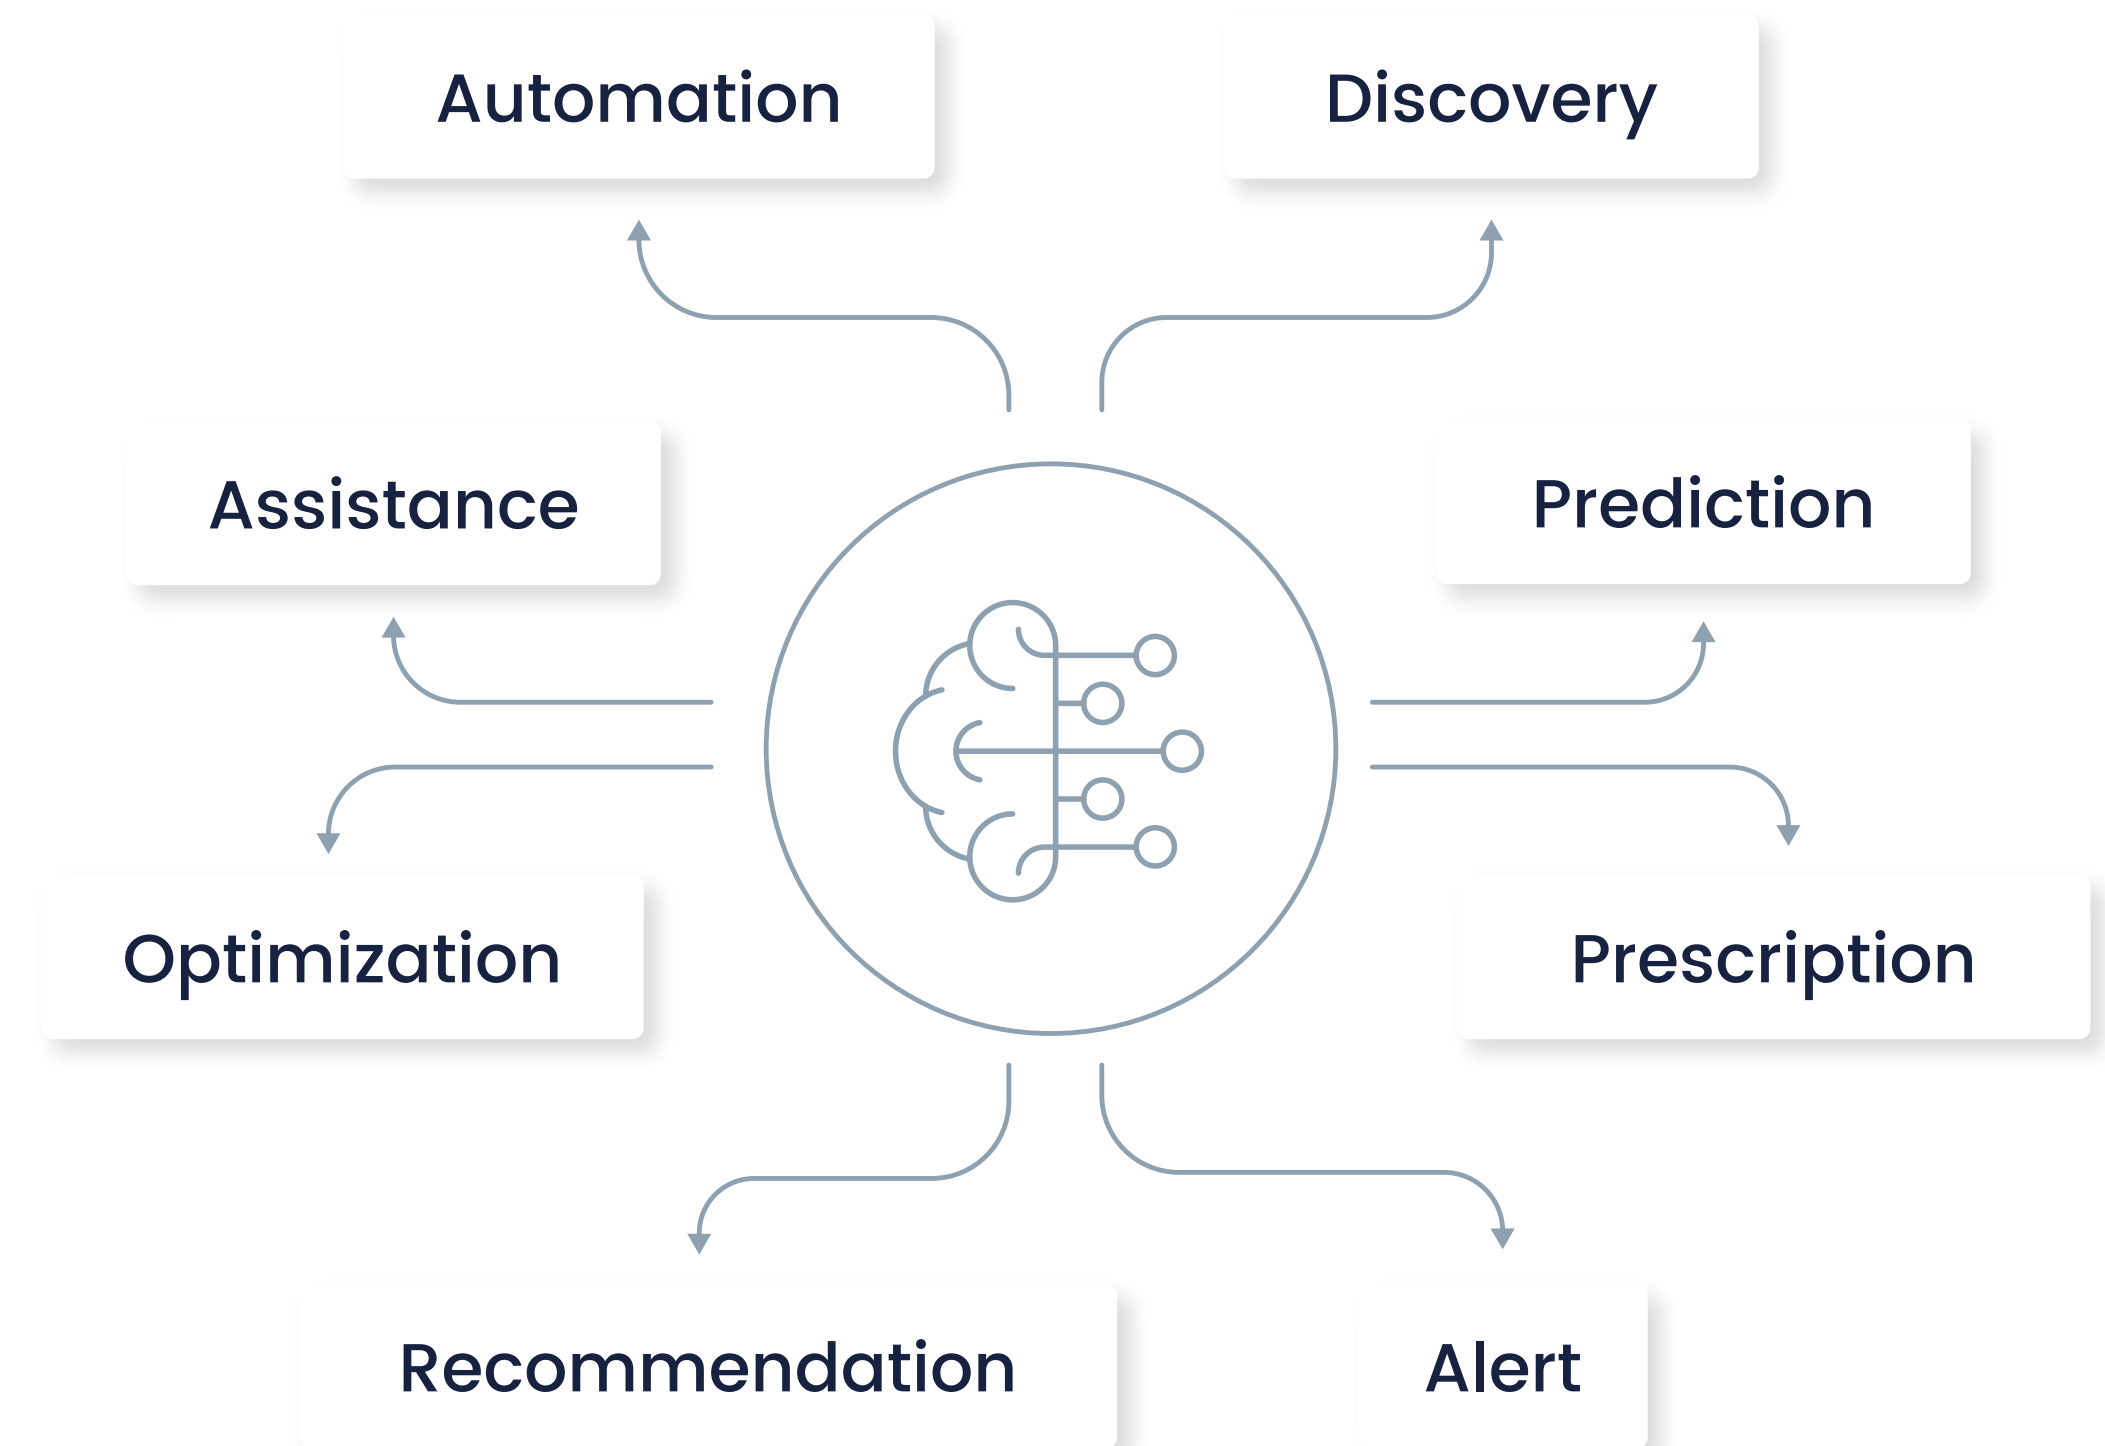 Automation
Discovery
Assistance
Prediction
Optimization
Prescription
Recommendation
Alert